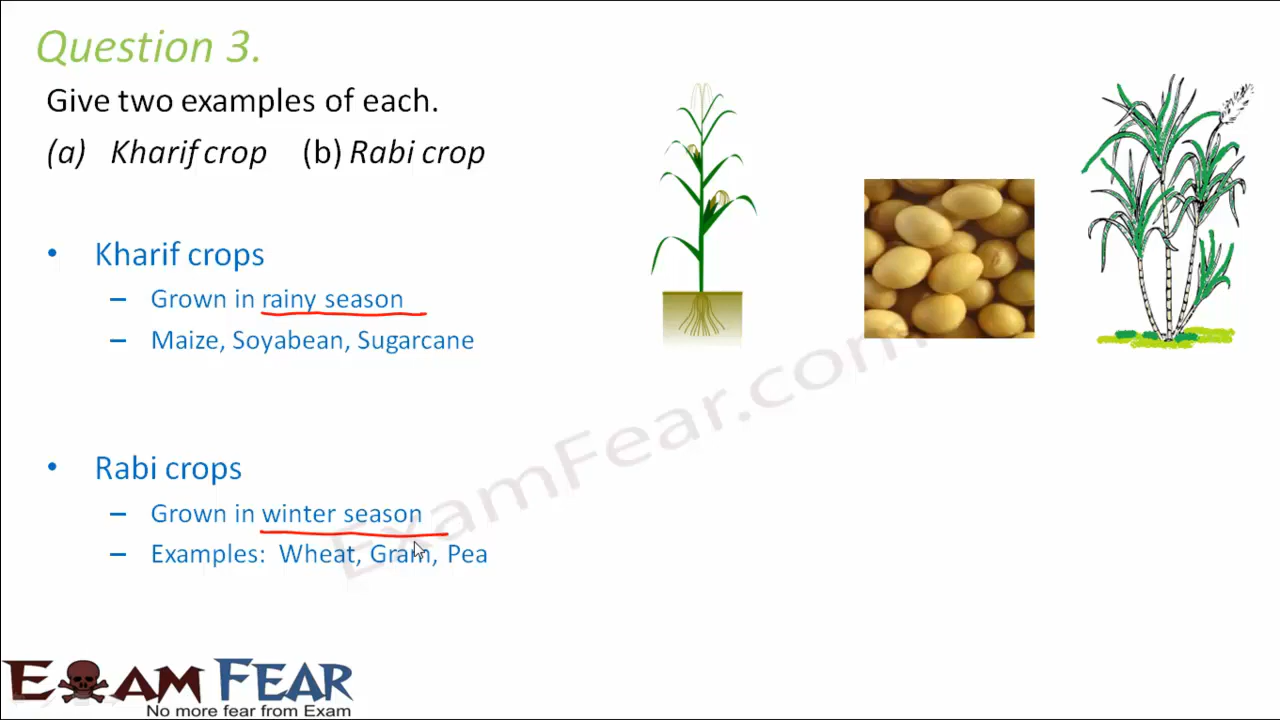 Question 3.
Give two examples of each.
(a) Kharif crop (b) Rabi crop
• Kharif crops
– Grown in rainy season
– Maize, Soyabean, Sugarcane
ExamFear.com
• Rabi crops
– Grown in winter season
– Examples: Wheat, Gram, Pea
EXAM FEAR
No more fear from Exam